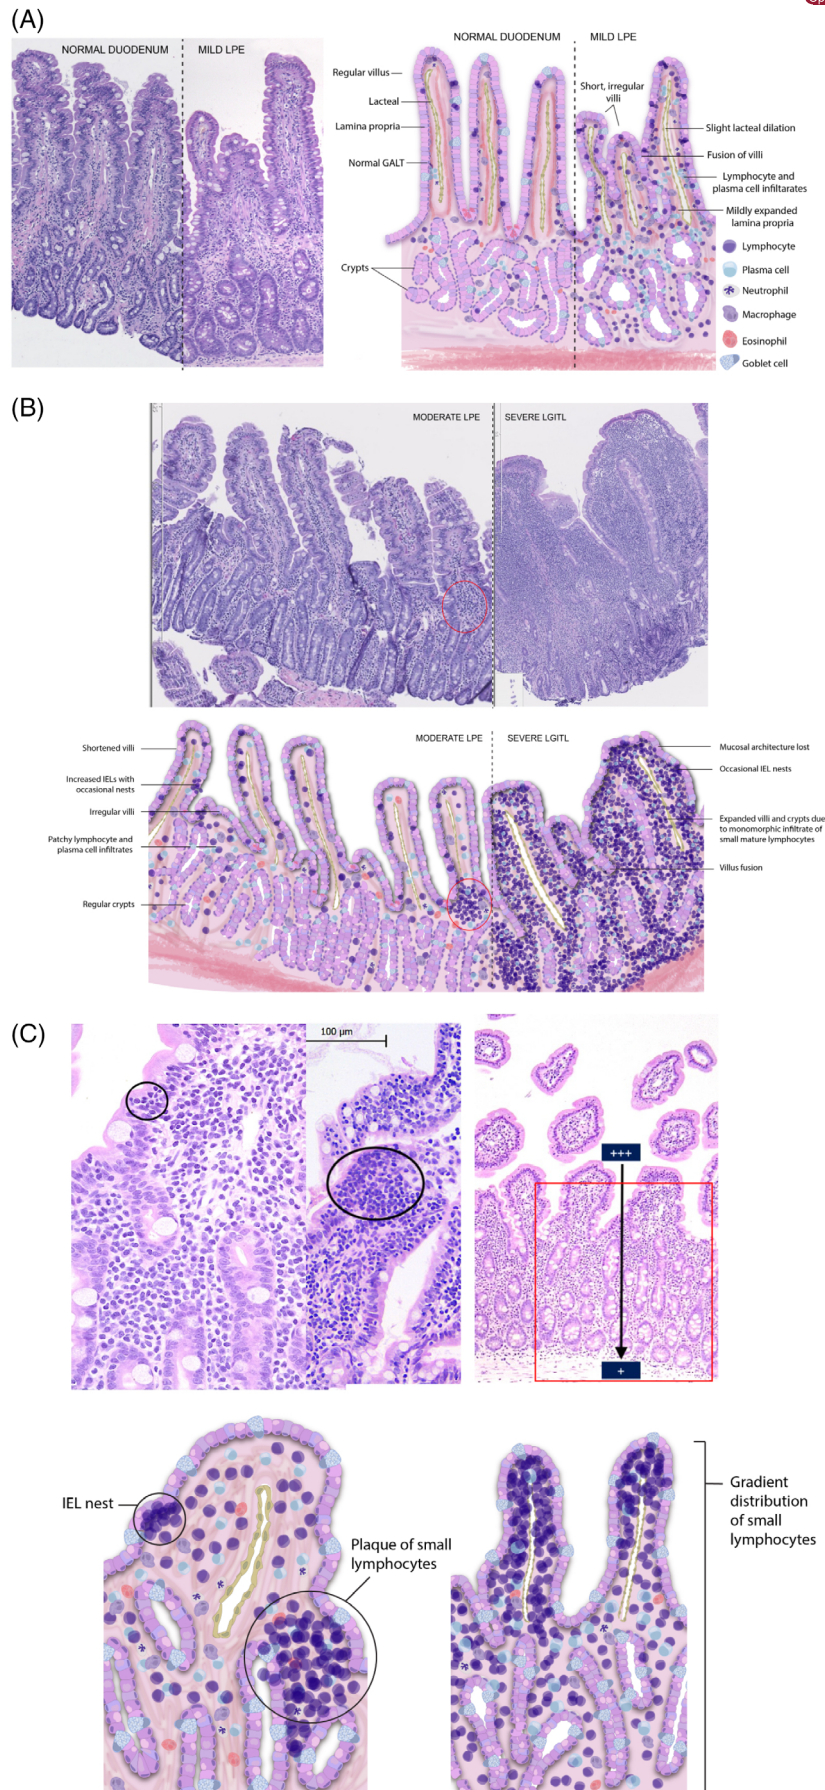 (A)
NORMAL DUODENUM
MILD LPE
NORMAL DUODENUM
MILD LPE
Regular villus
Lacteal
Lamina propria
Normal GALT
Crypts
Short, irregular
villi
Slight lacteal dilation
Fusion of villi
Lymphocyte and
plasma cell infiltarates
Mildly expanded
lamina propria
Lymphocyte
Plasma cell
Neutrophil
Macrophage
Eosinophil
Goblet cell
(B)
MODERATE LPE
SEVERE LGITL
MODERATE LPE
SEVERE LGITL
Shortened villi
Increased IELs with
occasional nests
Irregular villi
Patchy lymphocyte and
plasma cell infiltrates
Regular crypts
Mucosal architecture lost
Occasional IEL nests
Expanded villi and crypts due
to monomorphic infiltrate of
small mature lymphocytes
Villus fusion
(C)
100 µm
+++
+
IEL nest
Plaque of small
lymphocytes
Gradient
distribution
of small
lymphocytes